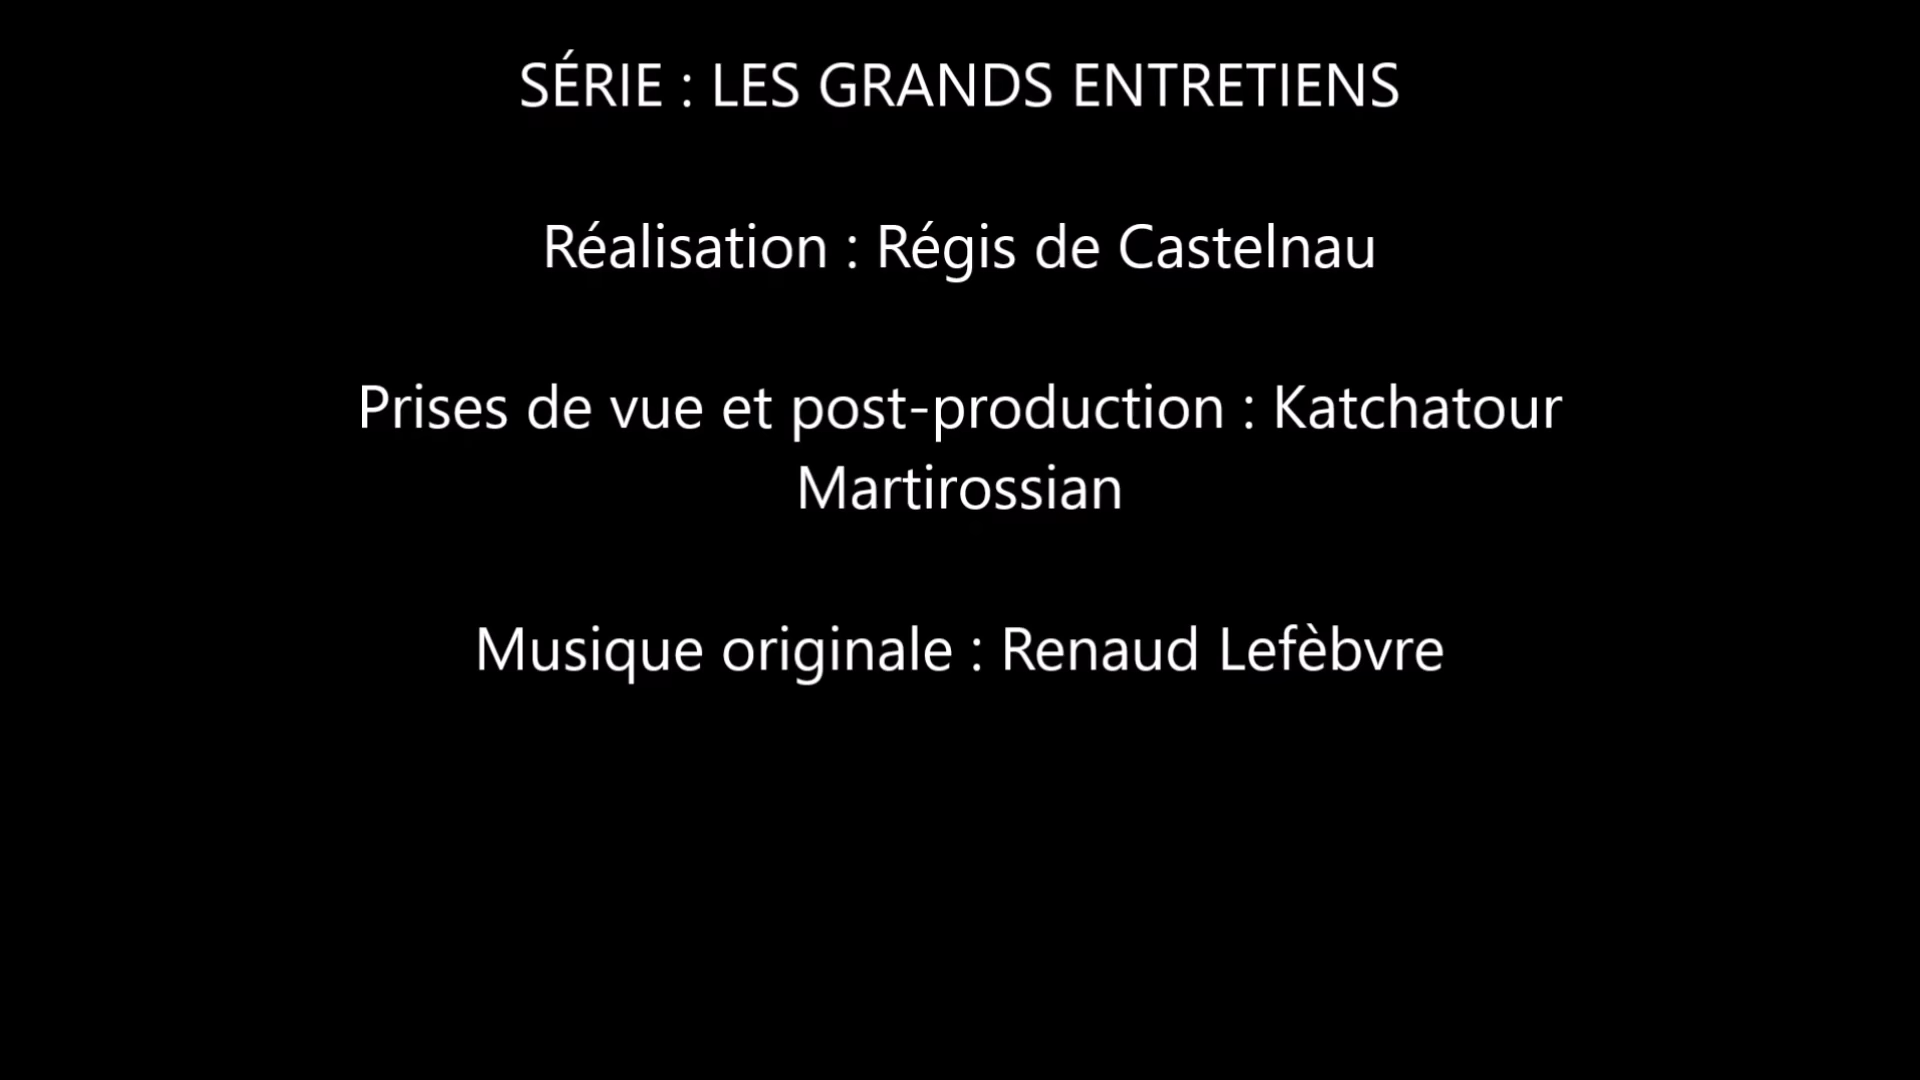 SÉRIE : LES GRANDS ENTRETIENS
Réalisation : Régis de Castelnau
Prises de vue et post-production : Katchatour
Martirossian
Musique originale : Renaud Lefèbvre